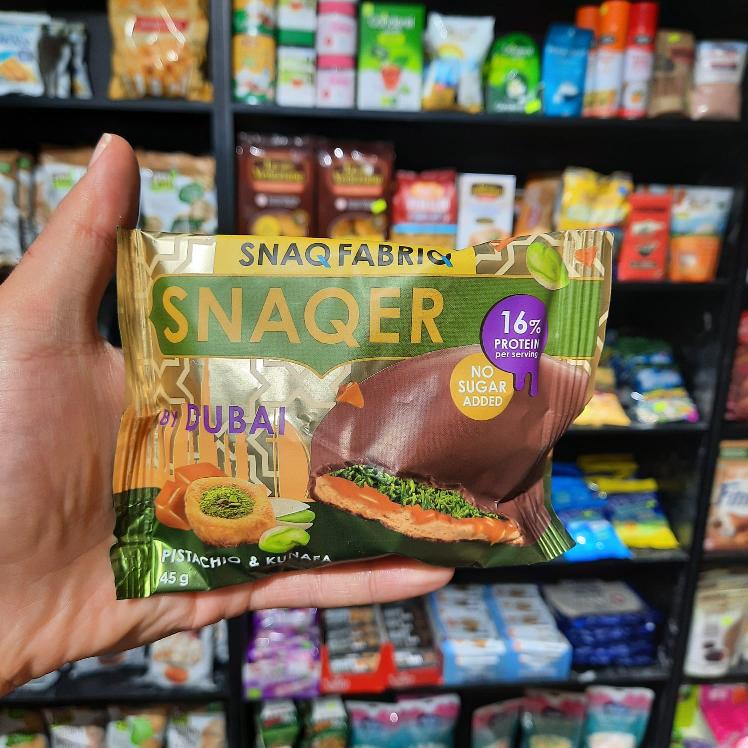 SNAQ FABRIQ
SNAQER
16%
PROTEIN
per serving
NO
SUGAR
ADDED
BY DUBAI
PISTACHIO & KUNAFA
45 g